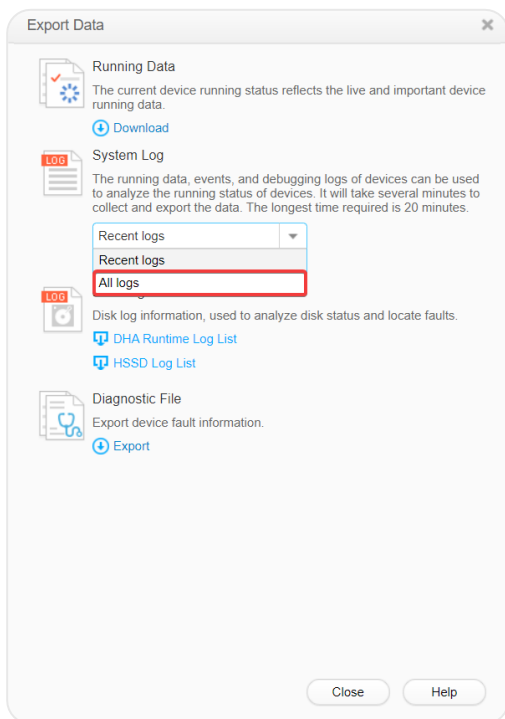 Export Data
Running Data
The current device running status reflects the live and important device
running data.
Download
LOG
System Log
The running data, events, and debugging logs of devices can be used
to analyze the running status of devices. It will take several minutes to
collect and export the data. The longest time required is 20 minutes.
Recent logs
Recent logs
All logs
LOG
Disk log information, used to analyze disk status and locate faults.
DHA Runtime Log List
HSSD Log List
Diagnostic File
Export device fault information.
Export
Close
Help